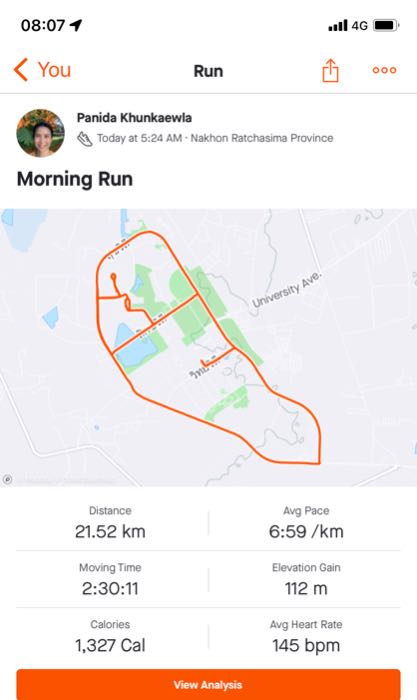 08:07
4G
You
Run
Panida Khunkaewla
Today at 5:24 AM · Nakhon Ratchasima Province
Morning Run
University Ave.
Distance
21.52 km
Avg Pace
6:59 /km
Moving Time
2:30:11
Elevation Gain
112 m
Calories
1,327 Cal
Avg Heart Rate
145 bpm
View Analysis